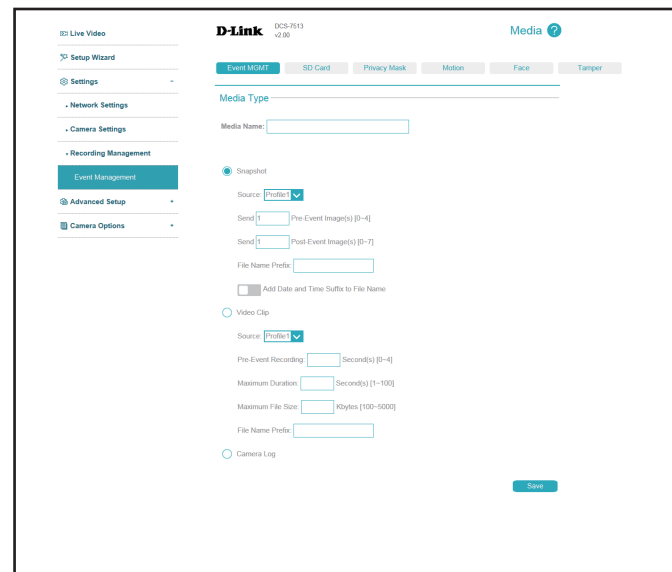 Live Video
Setup Wizard
Settings -
Network Settings
Camera Settings
Recording Management
Event Management
Advanced Setup +
Camera Options +
D-Link DCS-7513
v2.00
Media ?
Event MGMT SD Card Privacy Mask Motion Face Tamper
Media Type
Media Name:
Snapshot
Source: Profile1
Send 1 Pre-Event Image(s) [0~4]
Send 1 Post-Event Image(s) [0~7]
File Name Prefix:
Add Date and Time Suffix to File Name
Video Clip
Source: Profile1
Pre-Event Recording: Second(s) [0~4]
Maximum Duration: Second(s) [1~100]
Maximum File Size: Kbytes [100~5000]
File Name Prefix:
Camera Log
Save